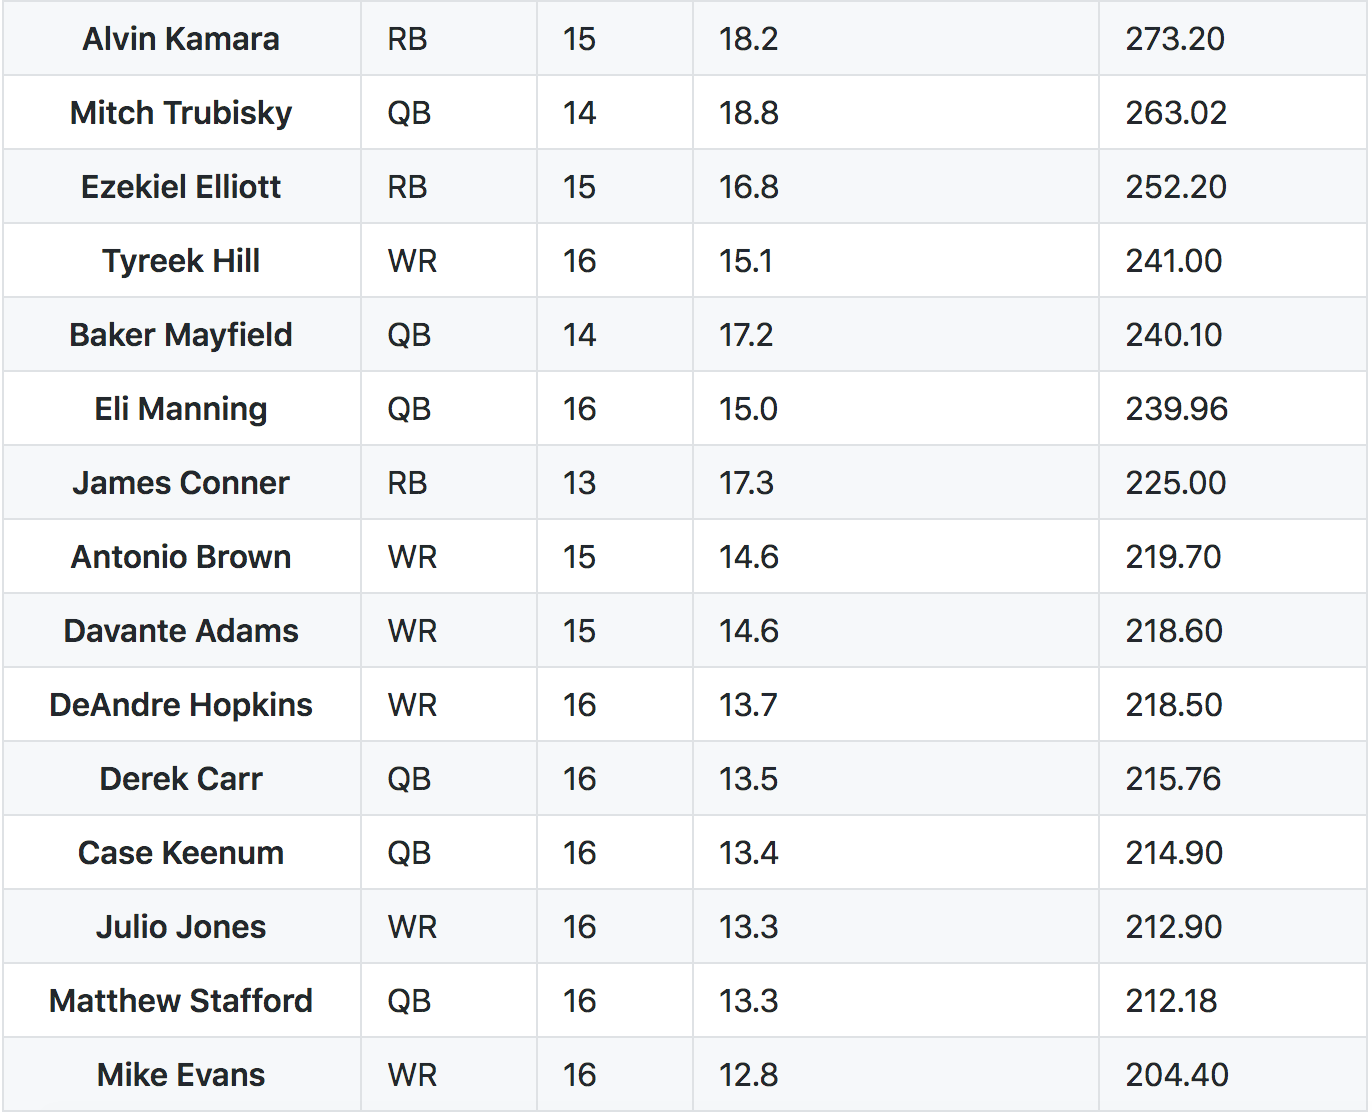 Alvin Kamara RB 15 18.2 273.20
Mitch Trubisky QB 14 18.8 263.02
Ezekiel Elliott RB 15 16.8 252.20
Tyreek Hill WR 16 15.1 241.00
Baker Mayfield QB 14 17.2 240.10
Eli Manning QB 16 15.0 239.96
James Conner RB 13 17.3 225.00
Antonio Brown WR 15 14.6 219.70
Davante Adams WR 15 14.6 218.60
DeAndre Hopkins WR 16 13.7 218.50
Derek Carr QB 16 13.5 215.76
Case Keenum QB 16 13.4 214.90
Julio Jones WR 16 13.3 212.90
Matthew Stafford QB 16 13.3 212.18
Mike Evans WR 16 12.8 204.40